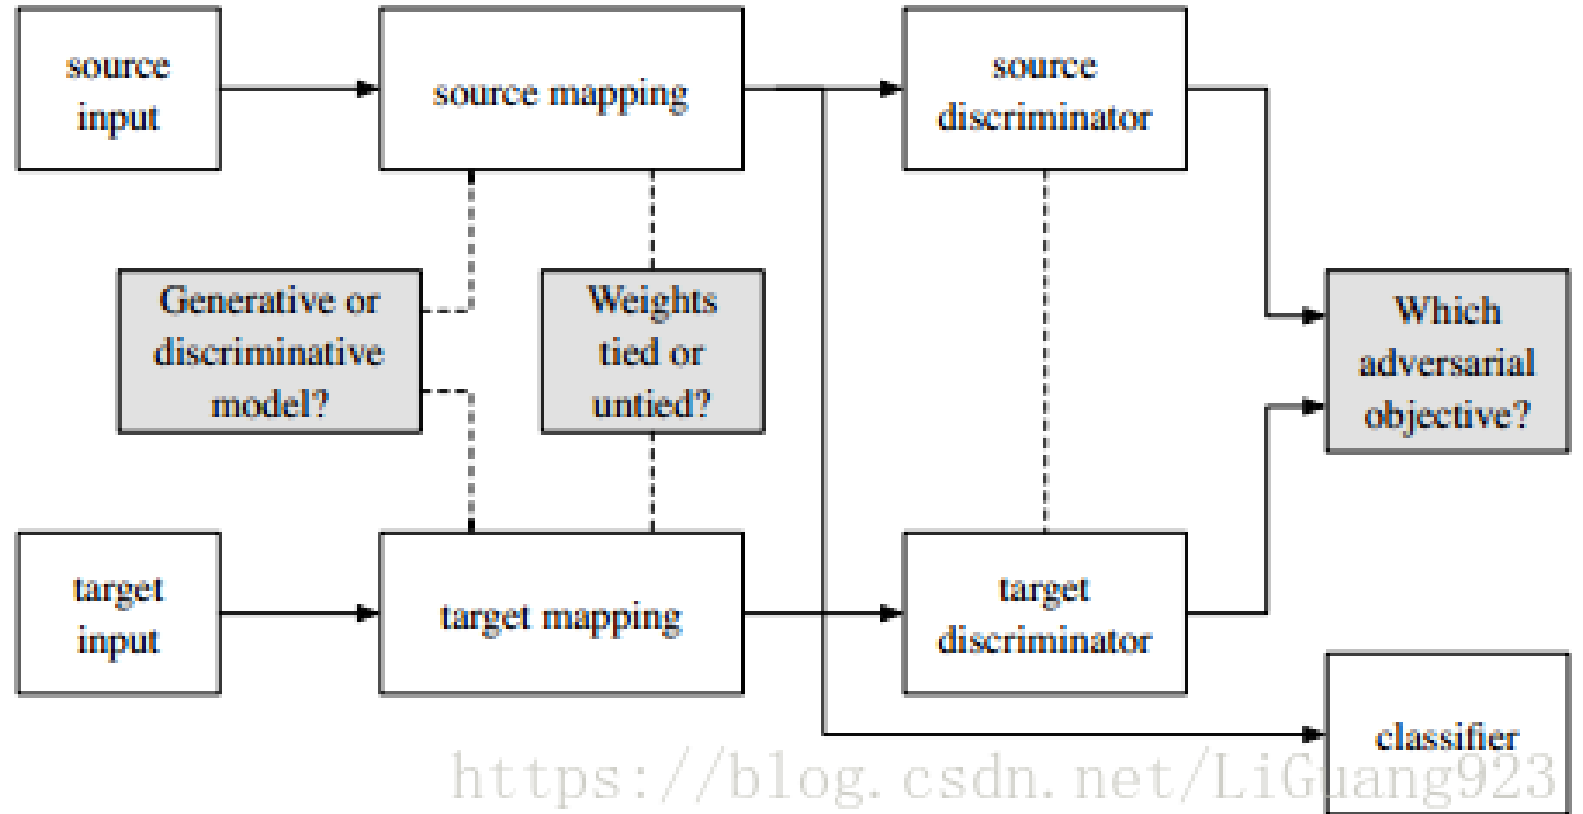 source
input
source mapping
source
discriminator
Generative or
discriminative
model?
Weights
tied or
untied?
Which
adversarial
objective?
target
input
target mapping
target
discriminator
classifier
https://blog.csdn.net/LiGuang923